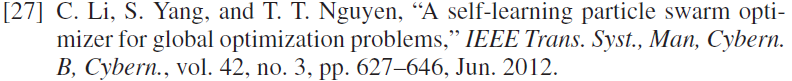 [27] C. Li, S. Yang, and T. T. Nguyen, “A self-learning particle swarm opti-
mizer for global optimization problems,” IEEE Trans. Syst., Man, Cybern.
B, Cybern., vol. 42, no. 3, pp. 627–646, Jun. 2012.